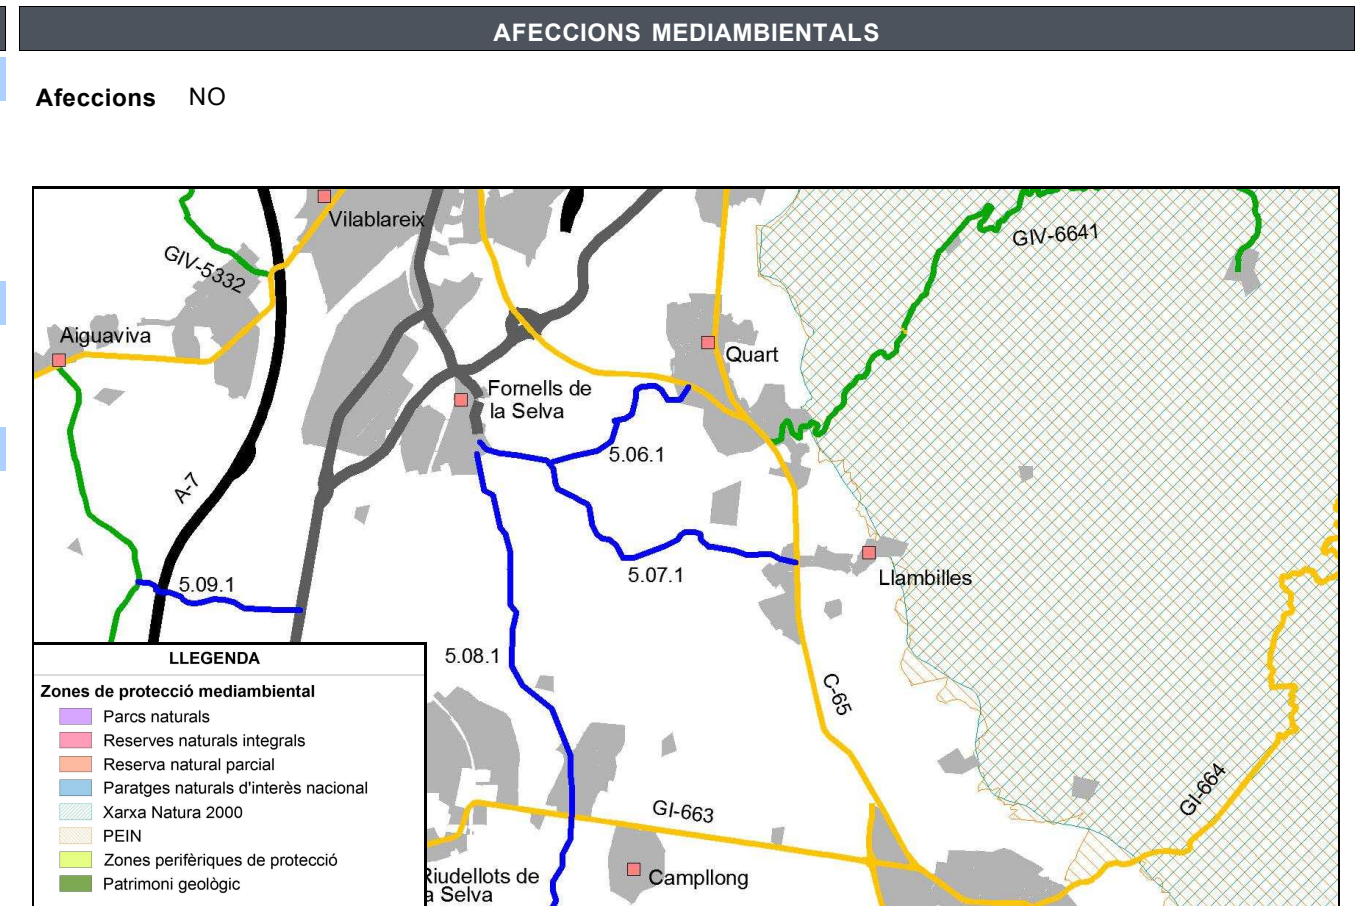 AFECCIONS MEDIAMBIENTALS
Afeccions NO
Vilablareix
GIV-6641
GIV-5332
Aiguaviva
Quart
Fornells de
la Selva
5.06.1
A-7
5.07.1
Llambilles
5.09.1
5.08.1
C-65
GI-664
GI-663
Riudellots de
la Selva
Campllong
LLEGENDA
Zones de protecció mediambiental
Parcs naturals
Reserves naturals integrals
Reserva natural parcial
Paratges naturals d'interès nacional
Xarxa Natura 2000
PEIN
Zones perifèriques de protecció
Patrimoni geològic